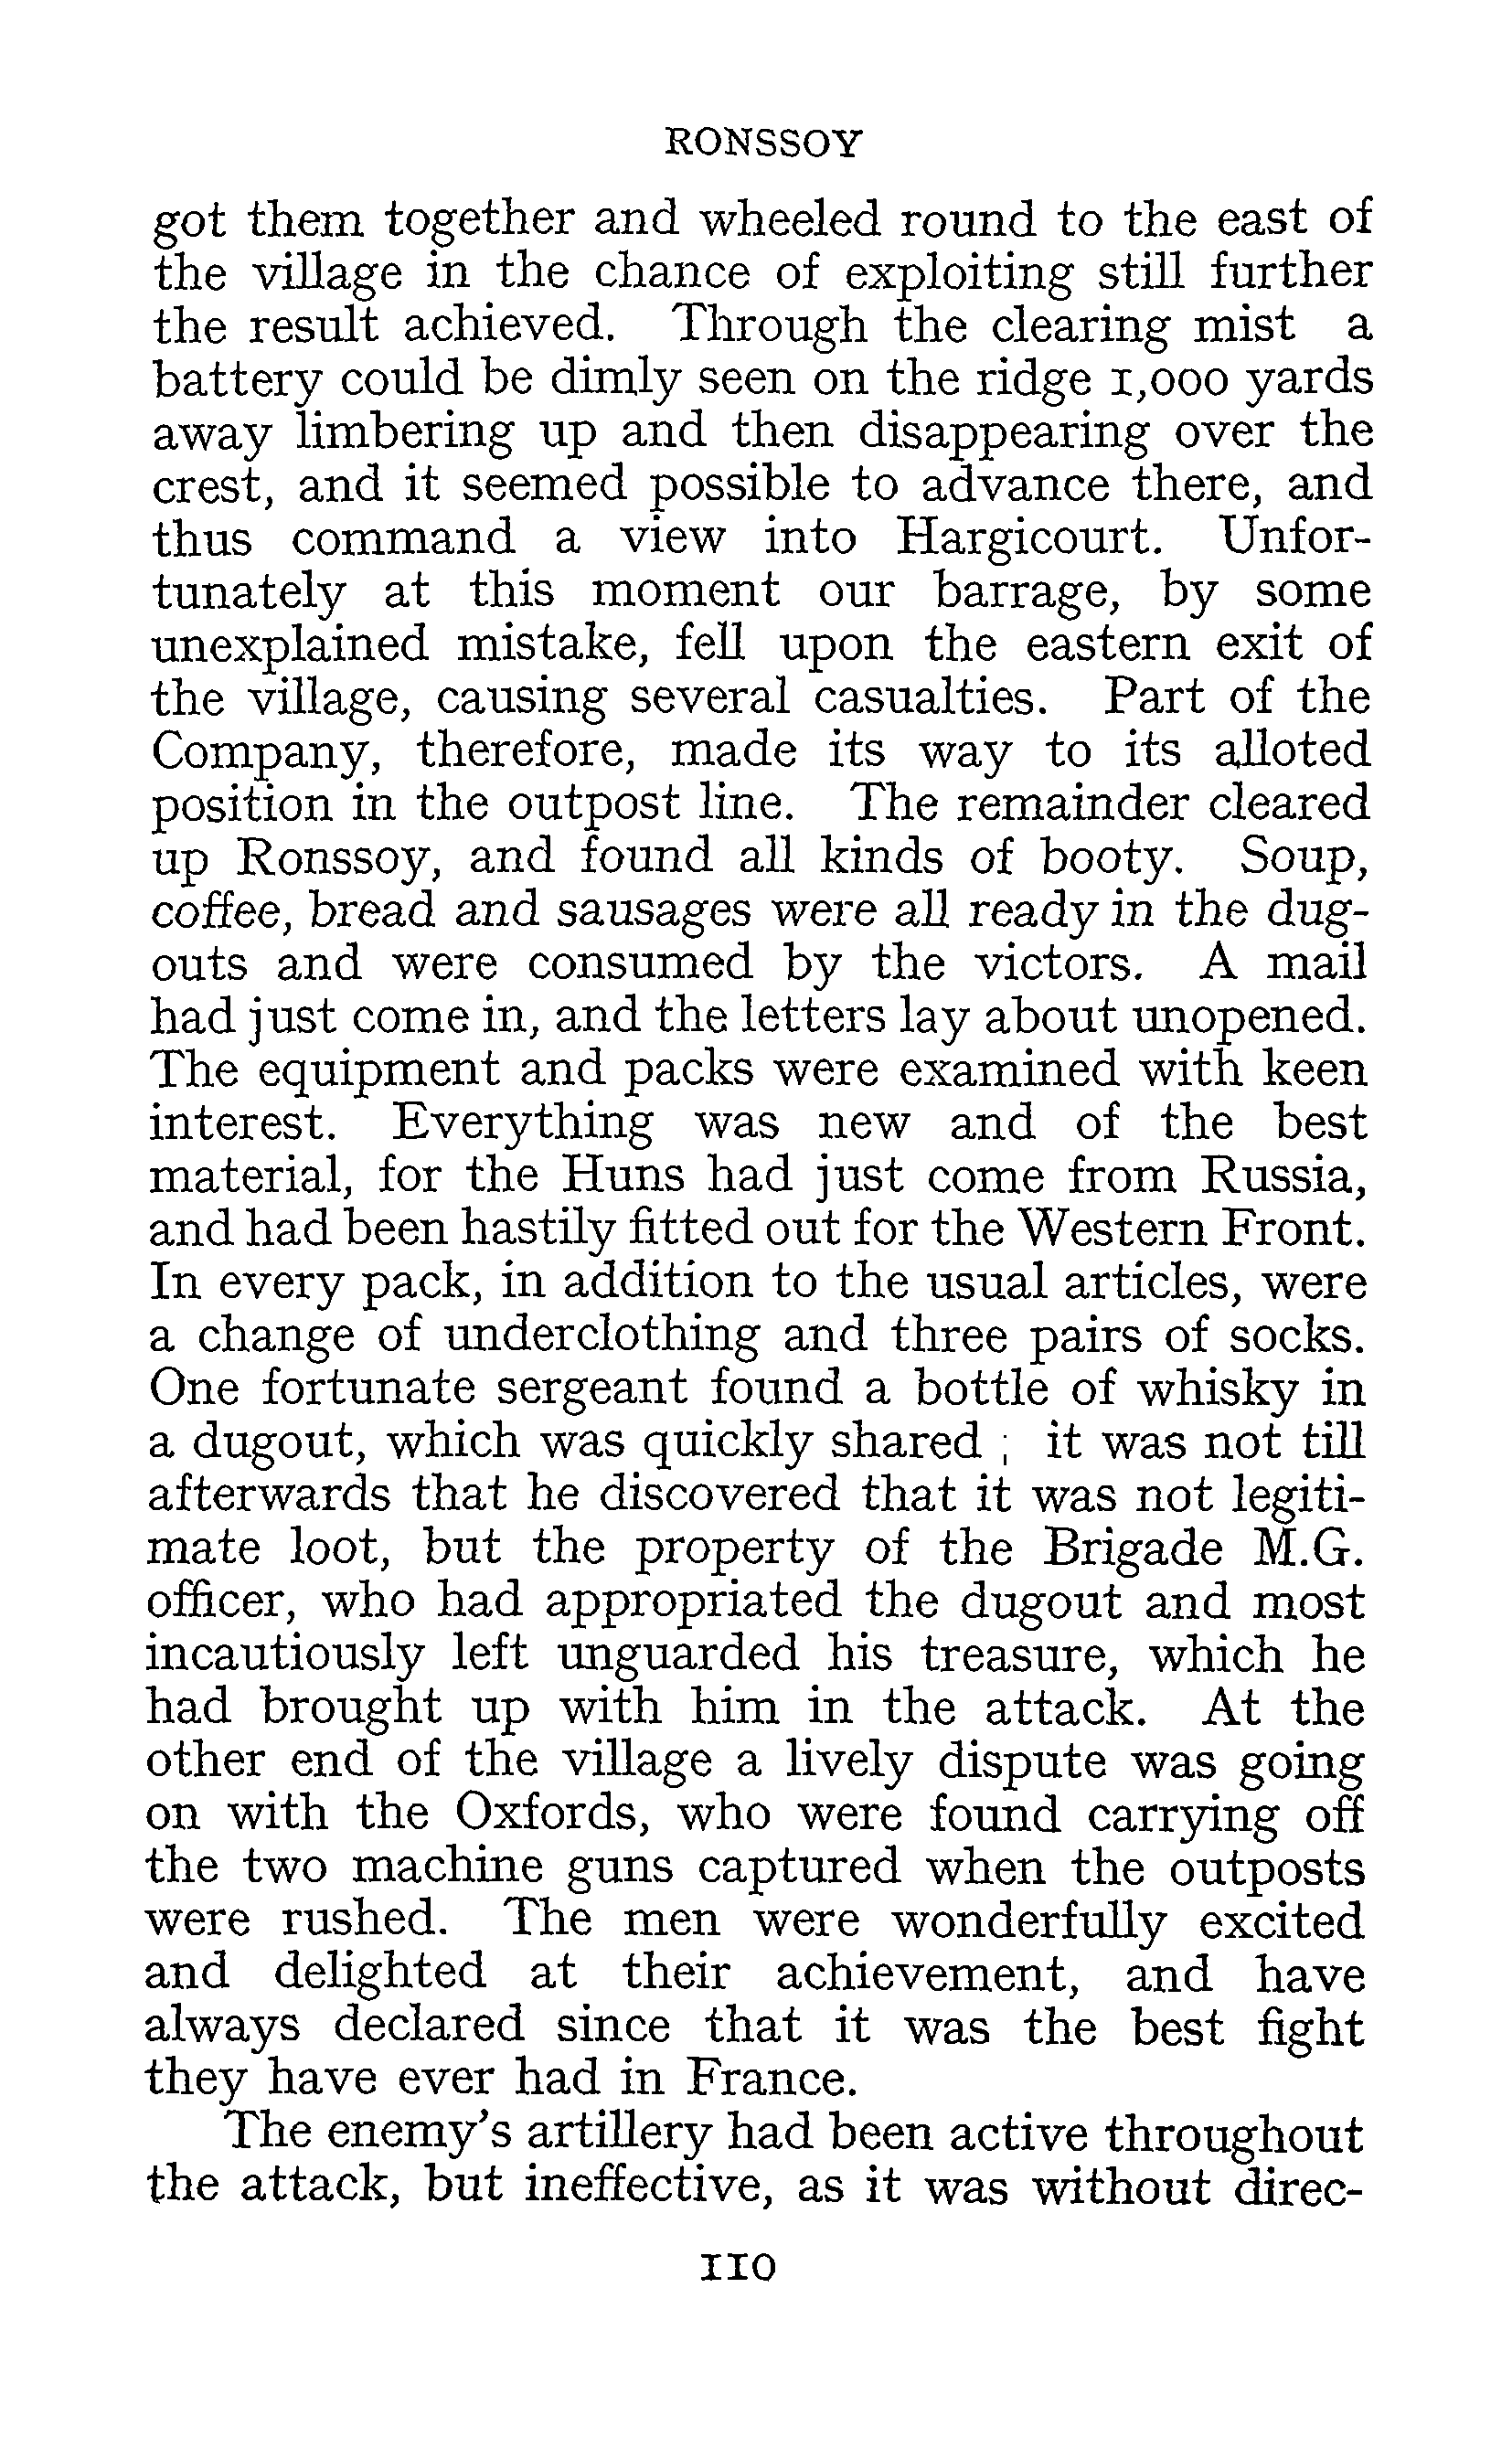 RONSSOY
got them together and wheeled round to the east of
the village in the chance of exploiting still further
the result achieved. Through the clearing mist a
battery could be dimly seen on the ridge 1,000 yards
away limbering up and then disappearing over the
crest, and it seemed possible to advance there, and
thus command a view into Hargicourt. Unfor-
tunately at this moment our barrage, by some
unexplained mistake, fell upon the eastern exit of
the village, causing several casualties. Part of the
Company, therefore, made its way to its alloted
position in the outpost line. The remainder cleared
up Ronssoy, and found all kinds of booty. Soup,
coffee, bread and sausages were all ready in the dug-
outs and were consumed by the victors. A mail
had just come in, and the letters lay about unopened.
The equipment and packs were examined with keen
interest. Everything was new and of the best
material, for the Huns had just come from Russia,
and had been hastily fitted out for the Western Front.
In every pack, in addition to the usual articles, were
a change of underclothing and three pairs of socks.
One fortunate sergeant found a bottle of whisky in
a dugout, which was quickly shared ; it was not till
afterwards that he discovered that it was not legiti-
mate loot, but the property of the Brigade M.G.
officer, who had appropriated the dugout and most
incautiously left unguarded his treasure, which he
had brought up with him in the attack. At the
other end of the village a lively dispute was going
on with the Oxfords, who were found carrying off
the two machine guns captured when the outposts
were rushed. The men were wonderfully excited
and delighted at their achievement, and have
always declared since that it was the best fight
they have ever had in France.
The enemy's artillery had been active throughout
the attack, but ineffective, as it was without direc-
110